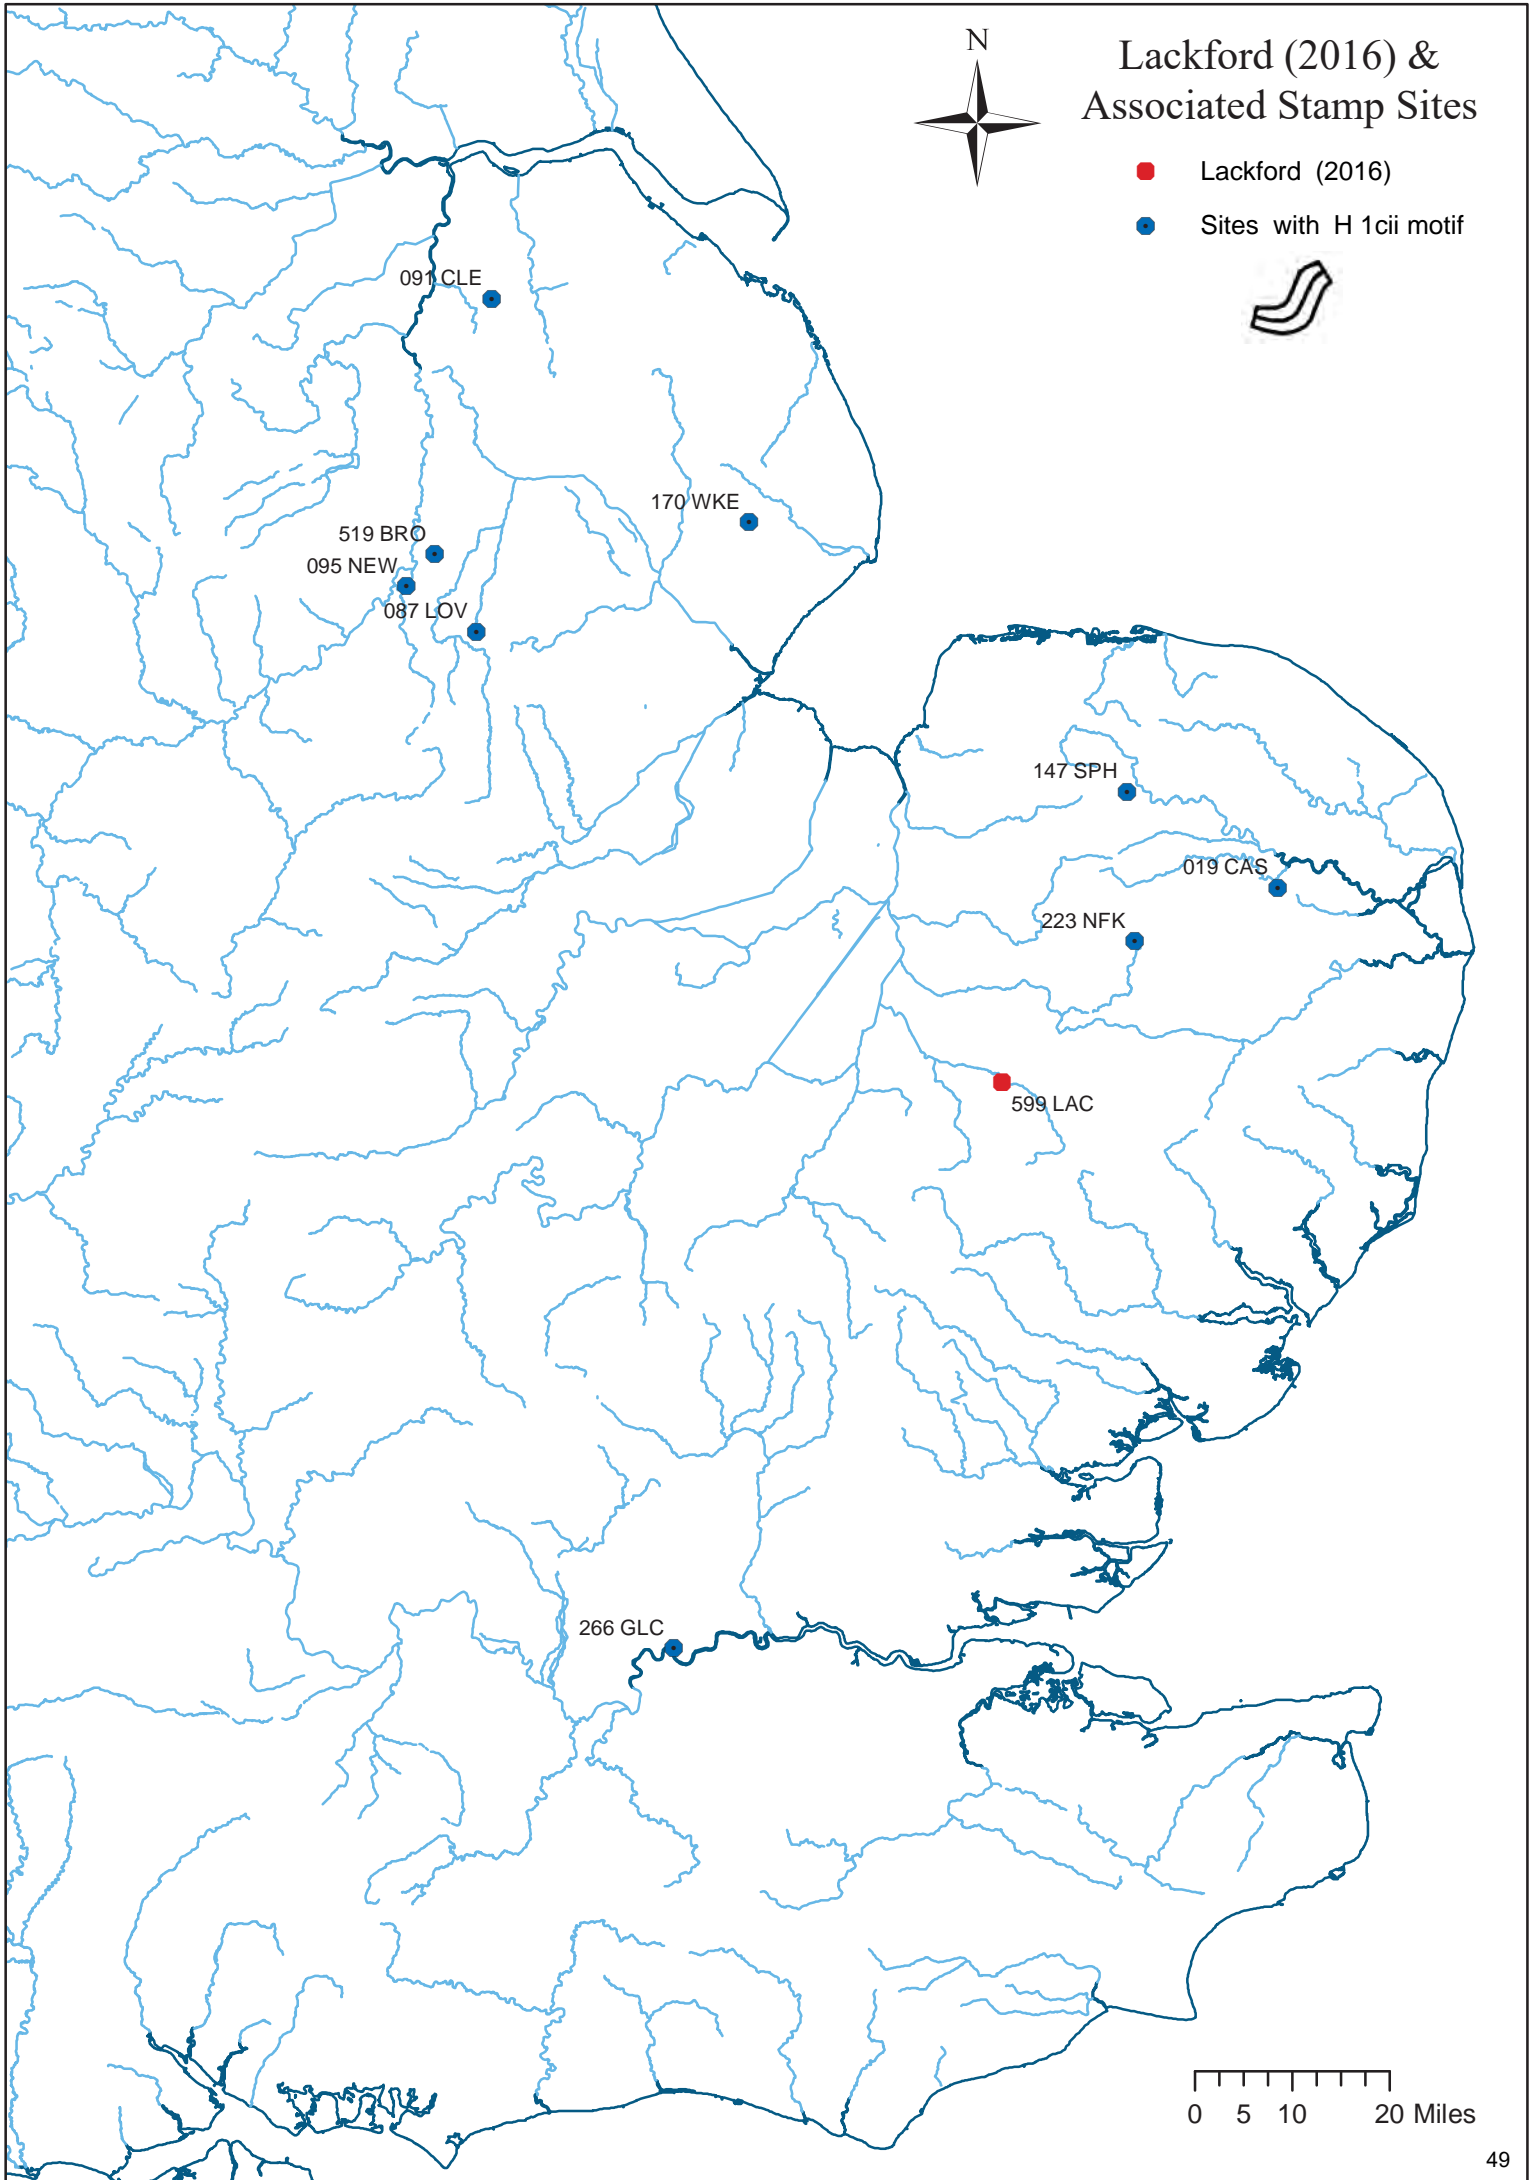 N
Lackford (2016) &
Associated Stamp Sites
Lackford (2016)
Sites with H 1cii motif
091 CLE
170 WKE
519 BRO
095 NEW
087 LOV
147 SPH
019 CAS
223 NFK
599 LAC
266 GLC
0 5 10 20 Miles
49